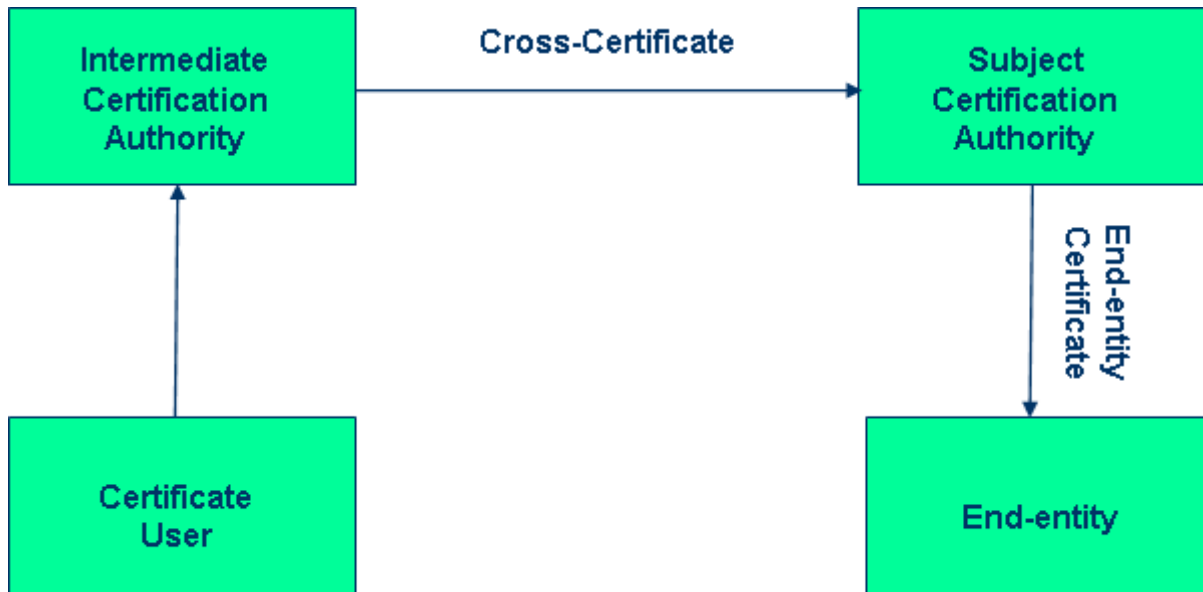 Intermediate
Certification
Authority
Cross-Certificate
Subject
Certification
Authority
End-entity
Certificate
Certificate
User
End-entity